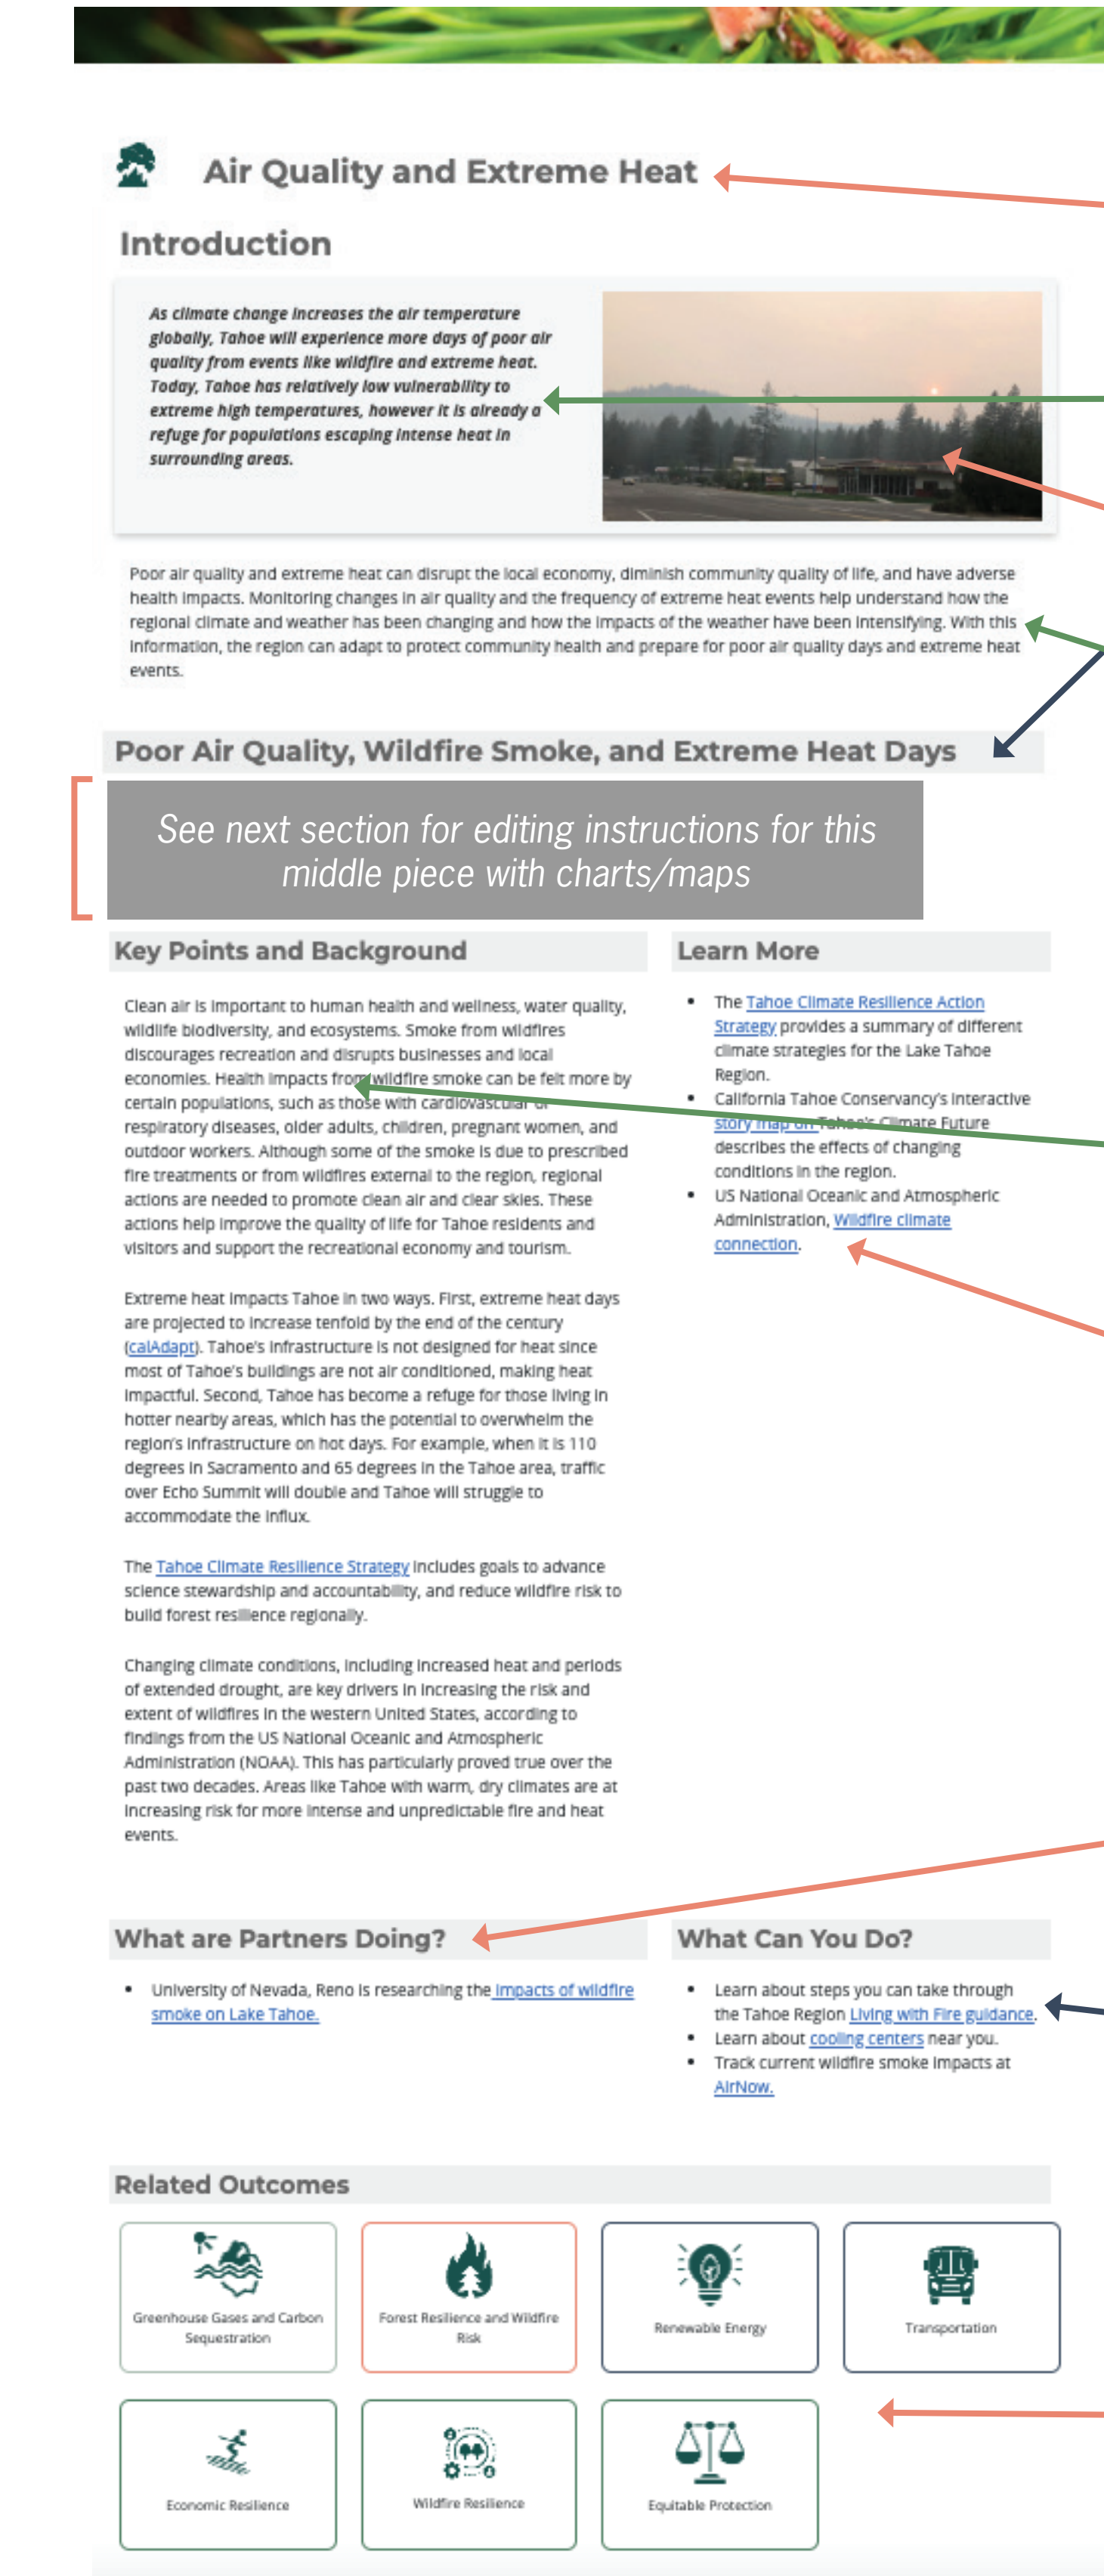 Air Quality and Extreme Heat
Introduction
As climate change increases the air temperature
globally, Tahoe will experience more days of poor air
quality from events like wildfire and extreme heat.
Today, Tahoe has relatively low vulnerability to
extreme high temperatures, however it is already a
refuge for populations escaping intense heat in
surrounding areas.
Poor air quality and extreme heat can disrupt the local economy, diminish community quality of life, and have adverse
health impacts. Monitoring changes in air quality and the frequency of extreme heat events help understand how the
regional climate and weather has been changing and how the impacts of the weather have been intensifying. With this
information, the region can adapt to protect community health and prepare for poor air quality days and extreme heat
events.
Poor Air Quality, Wildfire Smoke, and Extreme Heat Days
See next section for editing instructions for this
middle piece with charts/maps
Key Points and Background
Clean air is important to human health and wellness, water quality,
wildlife biodiversity, and ecosystems. Smoke from wildfires
discourages recreation and disrupts businesses and local
economies. Health impacts from wildfire smoke can be felt more by
certain populations, such as those with cardiovascular or
respiratory diseases, older adults, children, pregnant women, and
outdoor workers. Although some of the smoke is due to prescribed
fire treatments or from wildfires external to the region, regional
actions are needed to promote clean air and clear skies. These
actions help improve the quality of life for Tahoe residents and
visitors and support the recreational economy and tourism.
Extreme heat impacts Tahoe in two ways. First, extreme heat days
are projected to increase tenfold by the end of the century
(calAdapt). Tahoe's infrastructure is not designed for heat since
most of Tahoe's buildings are not air conditioned, making heat
impactful. Second, Tahoe has become a refuge for those living in
hotter nearby areas, which has the potential to overwhelm the
region's infrastructure on hot days. For example, when it is 110
degrees in Sacramento and 65 degrees in the Tahoe area, traffic
over Echo Summit will double and Tahoe will struggle to
accommodate the influx.
The Tahoe Climate Resilience Strategy includes goals to advance
science stewardship and accountability, and reduce wildfire risk to
build forest resilience regionally.
Changing climate conditions, including increased heat and periods
of extended drought, are key drivers in increasing the risk and
extent of wildfires in the western United States, according to
findings from the US National Oceanic and Atmospheric
Administration (NOAA). This has particularly proved true over the
past two decades. Areas like Tahoe with warm, dry climates are at
increasing risk for more intense and unpredictable fire and heat
events.
Learn More
• The Tahoe Climate Resilience Action
Strategy provides a summary of different
climate strategies for the Lake Tahoe
Region.
• California Tahoe Conservancy's interactive
story map on Tahoe's Climate Future
describes the effects of changing
conditions in the region.
• US National Oceanic and Atmospheric
Administration, Wildfire climate
connection.
What are Partners Doing?
• University of Nevada, Reno is researching the impacts of wildfire
smoke on Lake Tahoe.
What Can You Do?
• Learn about steps you can take through
the Tahoe Region Living with Fire guidance.
• Learn about cooling centers near you.
• Track current wildfire smoke impacts at
AirNow.
Related Outcomes
Greenhouse Gases and Carbon
Sequestration
Forest Resilience and Wildfire
Risk
Renewable Energy
Transportation
Economic Resilience
Wildfire Resilience
Equitable Protection